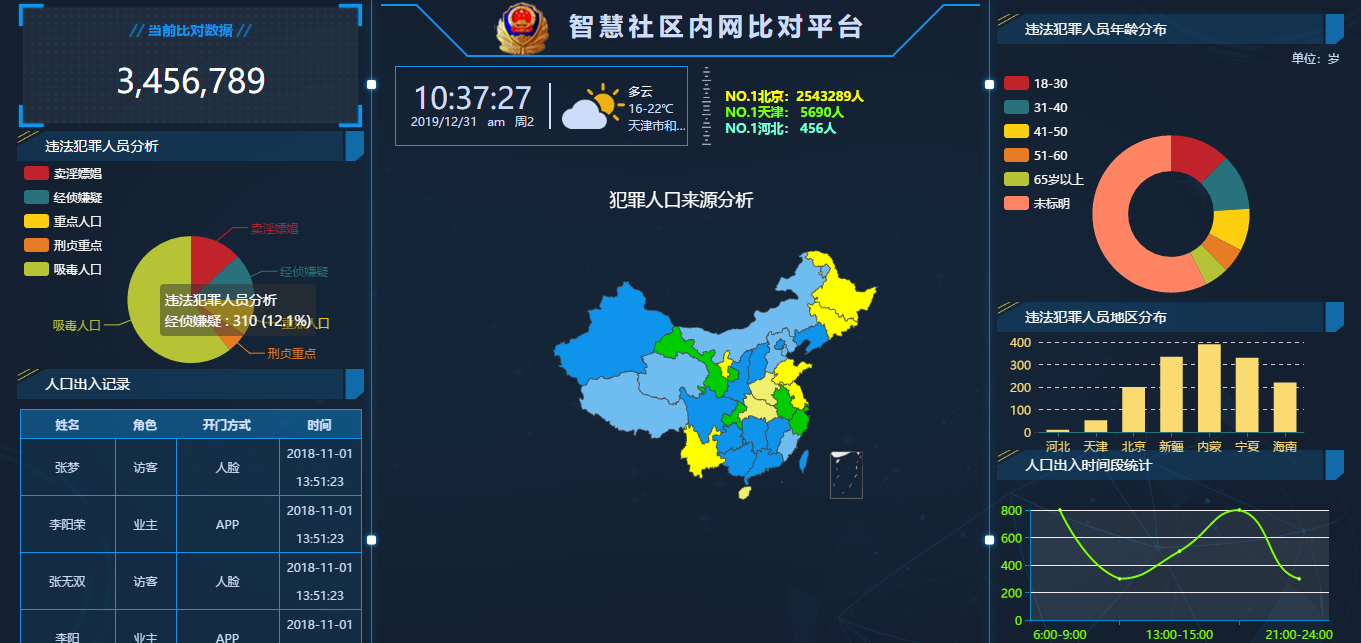 // 当前比对数据 //
3,456,789
违法犯罪人员分析
卖淫嫖娼
经侦嫌疑
重点人口
刑贞重点
吸毒人口
卖淫嫖娼
经侦嫌疑
违法犯罪人员分析
经侦嫌疑 : 310 (12.1%)
吸毒人口
刑贞重点
人口出入记录
姓名 角色 开门方式 时间
张梦 访客 人脸 2018-11-01
13:51:23
李阳荣 业主 APP 2018-11-01
13:51:23
张无双 访客 人脸 2018-11-01
13:51:23
李阳 业主 APP 2018-11-01
智慧社区内网比对平台
10:37:27
2019/12/31 am 周2
多云
16-22℃
天津市和...
NO.1北京：2543289人
NO.1天津： 5690人
NO.1河北： 456人
犯罪人口来源分析
违法犯罪人员年龄分布
单位：岁
18-30
31-40
41-50
51-60
65岁以上
未标明
违法犯罪人员地区分布
400
300
200
100
0
河北 天津 北京 新疆 内蒙 宁夏 海南
人口出入时间段统计
800
600
400
200
0
6:00-9:00 13:00-15:00 21:00-24:00